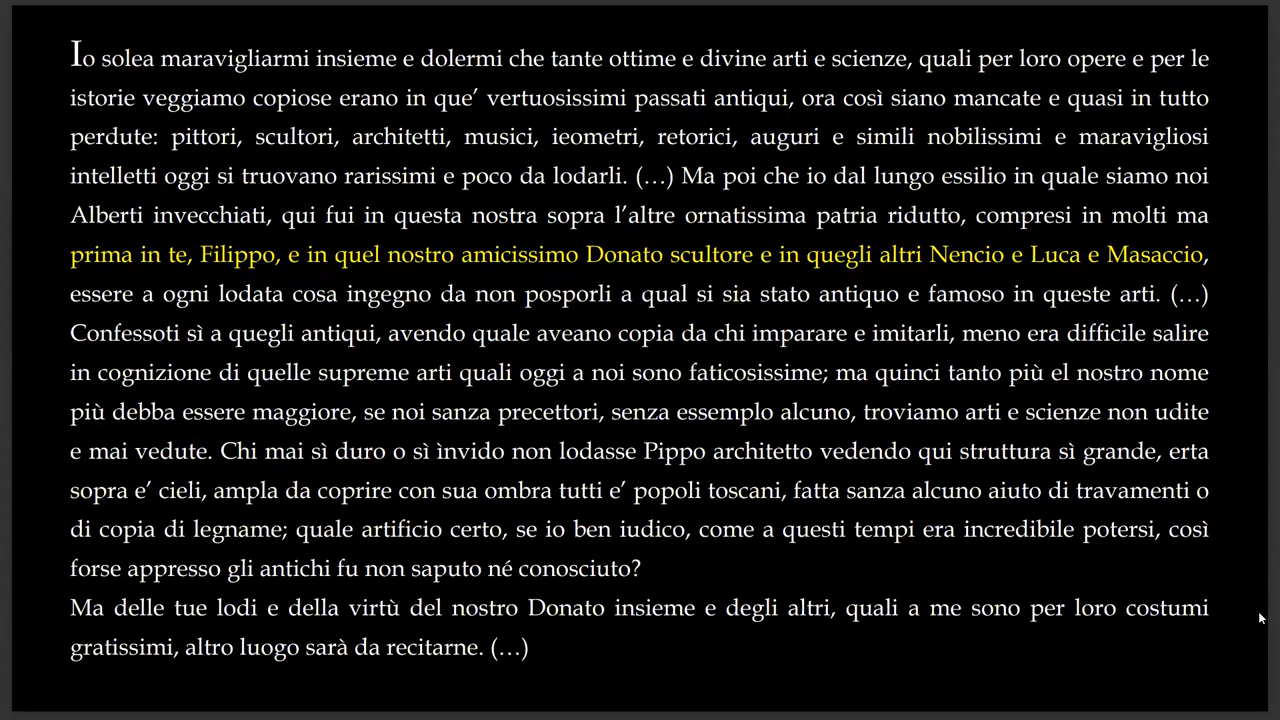 Io solea maravigliarmi insieme e dolermi che tante ottime e divine arti e scienze, quali per loro opere e per le
istorie veggiamo copiose erano in que’ vertuosissimi passati antiqui, ora così siano mancate e quasi in tutto
perdute: pittori, scultori, architetti, musici, ieometri, retorici, auguri e simili nobilissimi e maravigliosi
intelletti oggi si truovano rarissimi e poco da lodarli. (…) Ma poi che io dal lungo essilio in quale siamo noi
Alberti invecchiati, qui fui in questa nostra sopra l’altre ornatissima patria ridutto, compresi in molti ma
prima in te, Filippo, e in quel nostro amicissimo Donato scultore e in quegli altri Nencio e Luca e Masaccio,
essere a ogni lodata cosa ingegno da non posporli a qual si sia stato antiquo e famoso in queste arti. (…)
Confessoti sì a quegli antiqui, avendo quale aveano copia da chi imparare e imitarli, meno era difficile salire
in cognizione di quelle supreme arti quali oggi a noi sono faticosissime; ma quinci tanto più el nostro nome
più debba essere maggiore, se noi sanza precettori, senza essemplo alcuno, troviamo arti e scienze non udite
e mai vedute. Chi mai sì duro o sì ìnvido non lodasse Pippo architetto vedendo qui struttura sì grande, erta
sopra e’ cieli, ampla da coprire con sua ombra tutti e’ popoli toscani, fatta sanza alcuno aiuto di travamenti o
di copia di legname; quale artificio certo, se io ben iudico, come a questi tempi era incredibile potersi, così
forse appresso gli antichi fu non saputo né conosciuto?
Ma delle tue lodi e della virtù del nostro Donato insieme e degli altri, quali a me sono per loro costumi
gratissimi, altro luogo sarà da recitarne. (…)